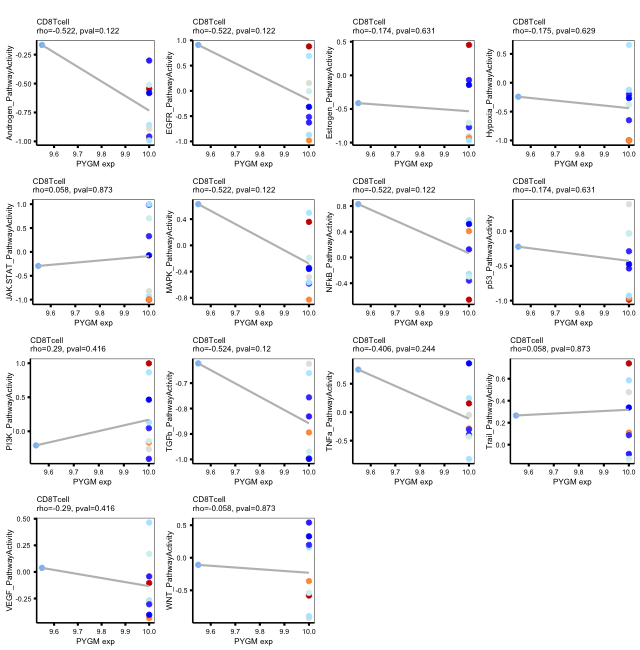 CD8Tcell
rho=-0.522, pval=0.122
Androgen_PathwayActivity
-0.25
-0.50
-0.75
-1.00
9.6 9.7 9.8 9.9 10.0
PYGM exp
CD8Tcell
rho=-0.522, pval=0.122
EGFR_PathwayActivity
1.0
0.5
0.0
-0.5
-1.0
9.6 9.7 9.8 9.9 10.0
PYGM exp
CD8Tcell
rho=-0.174, pval=0.631
Estrogen_PathwayActivity
0.5
0.0
-0.5
-1.0
9.6 9.7 9.8 9.9 10.0
PYGM exp
CD8Tcell
rho=-0.175, pval=0.629
Hypoxia_PathwayActivity
0.5
0.0
-0.5
-1.0
9.6 9.7 9.8 9.9 10.0
PYGM exp
CD8Tcell
rho=0.058, pval=0.873
JAK.STAT_PathwayActivity
1.0
0.5
0.0
-0.5
-1.0
9.6 9.7 9.8 9.9 10.0
PYGM exp
CD8Tcell
rho=-0.522, pval=0.122
MAPK_PathwayActivity
0.4
0.0
-0.4
-0.8
9.6 9.7 9.8 9.9 10.0
PYGM exp
CD8Tcell
rho=-0.522, pval=0.122
NFkB_PathwayActivity
0.8
0.4
0.0
-0.4
9.6 9.7 9.8 9.9 10.0
PYGM exp
CD8Tcell
rho=-0.174, pval=0.631
p53_PathwayActivity
0.0
-0.5
-1.0
9.6 9.7 9.8 9.9 10.0
PYGM exp
CD8Tcell
rho=0.29, pval=0.416
PI3K_PathwayActivity
1.0
0.5
0.0
9.6 9.7 9.8 9.9 10.0
PYGM exp
CD8Tcell
rho=-0.524, pval=0.12
TGFb_PathwayActivity
-0.7
-0.8
-0.9
-1.0
9.6 9.7 9.8 9.9 10.0
PYGM exp
CD8Tcell
rho=-0.406, pval=0.244
TNFa_PathwayActivity
0.5
0.0
-0.5
9.6 9.7 9.8 9.9 10.0
PYGM exp
CD8Tcell
rho=0.058, pval=0.873
Trail_PathwayActivity
0.6
0.4
0.2
0.0
9.6 9.7 9.8 9.9 10.0
PYGM exp
CD8Tcell
rho=-0.29, pval=0.416
VEGF_PathwayActivity
0.50
0.25
0.00
-0.25
9.6 9.7 9.8 9.9 10.0
PYGM exp
CD8Tcell
rho=-0.058, pval=0.873
WNT_PathwayActivity
0.5
0.0
-0.5
9.6 9.7 9.8 9.9 10.0
PYGM exp